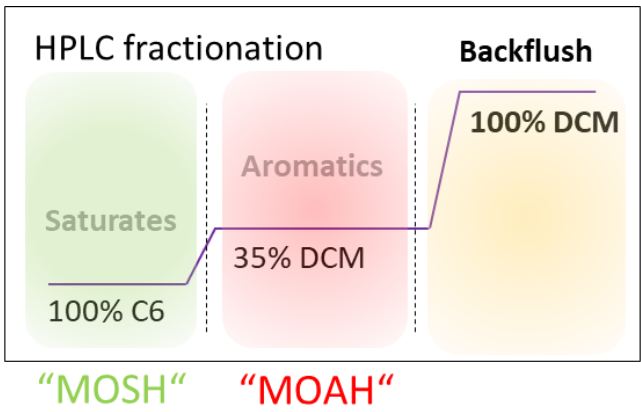 HPLC fractionation
Backflush
100% DCM
Aromatics
Saturates
35% DCM
100% C6
“MOSH“
“MOAH“